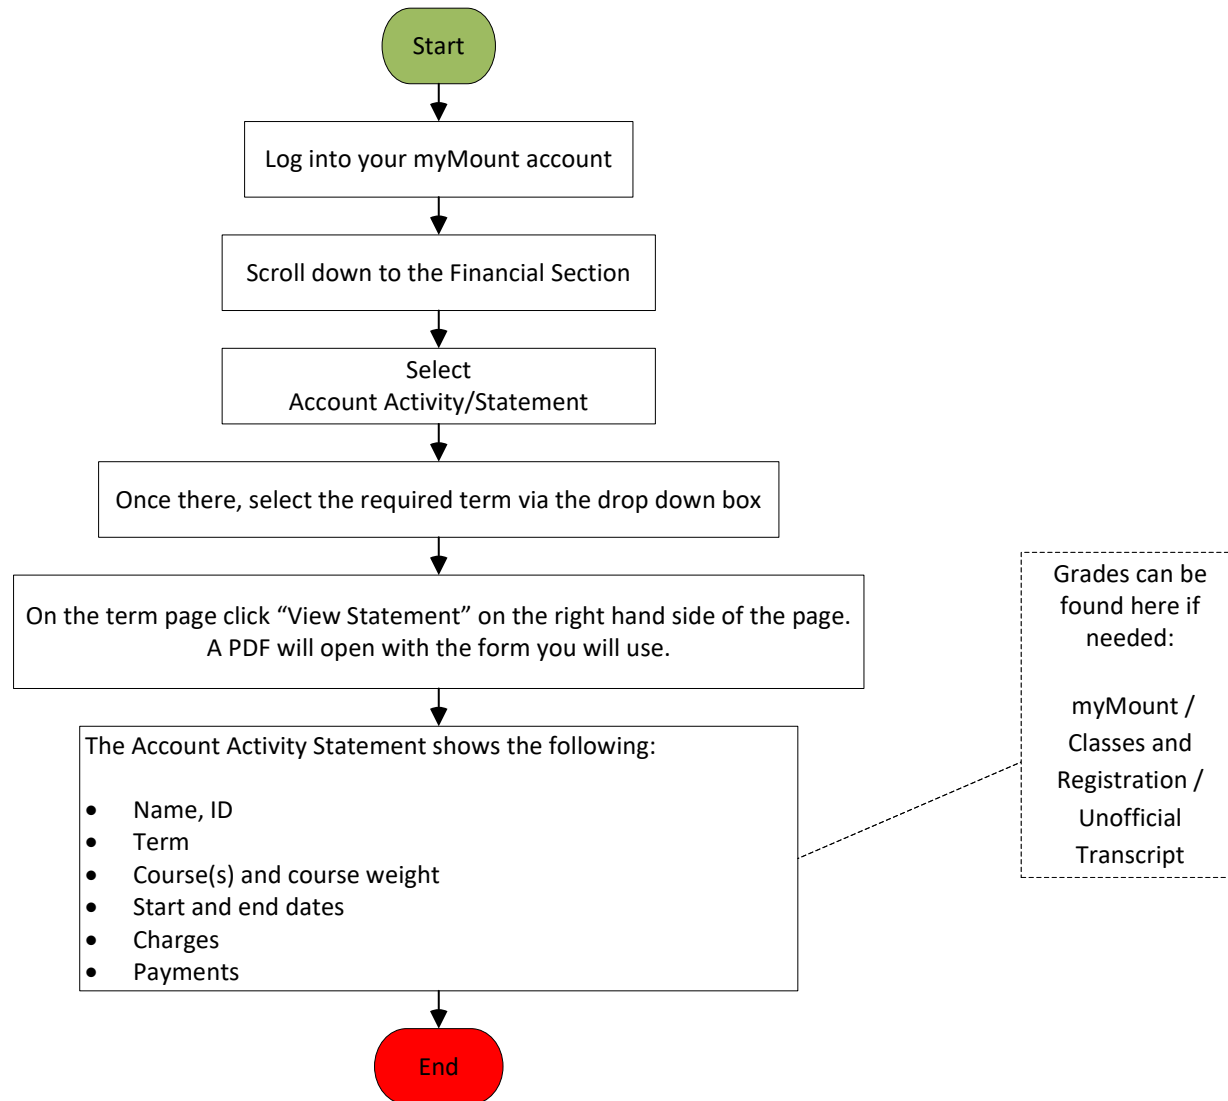 Start
Log into your myMount account
Scroll down to the Financial Section
Select
Account Activity/Statement
Once there, select the required term via the drop down box
On the term page click “View Statement” on the right hand side of the page.
A PDF will open with the form you will use.
The Account Activity Statement shows the following:
• Name, ID
• Term
• Course(s) and course weight
• Start and end dates
• Charges
• Payments
Grades can be
found here if
needed:
myMount /
Classes and
Registration /
Unofficial
Transcript
End